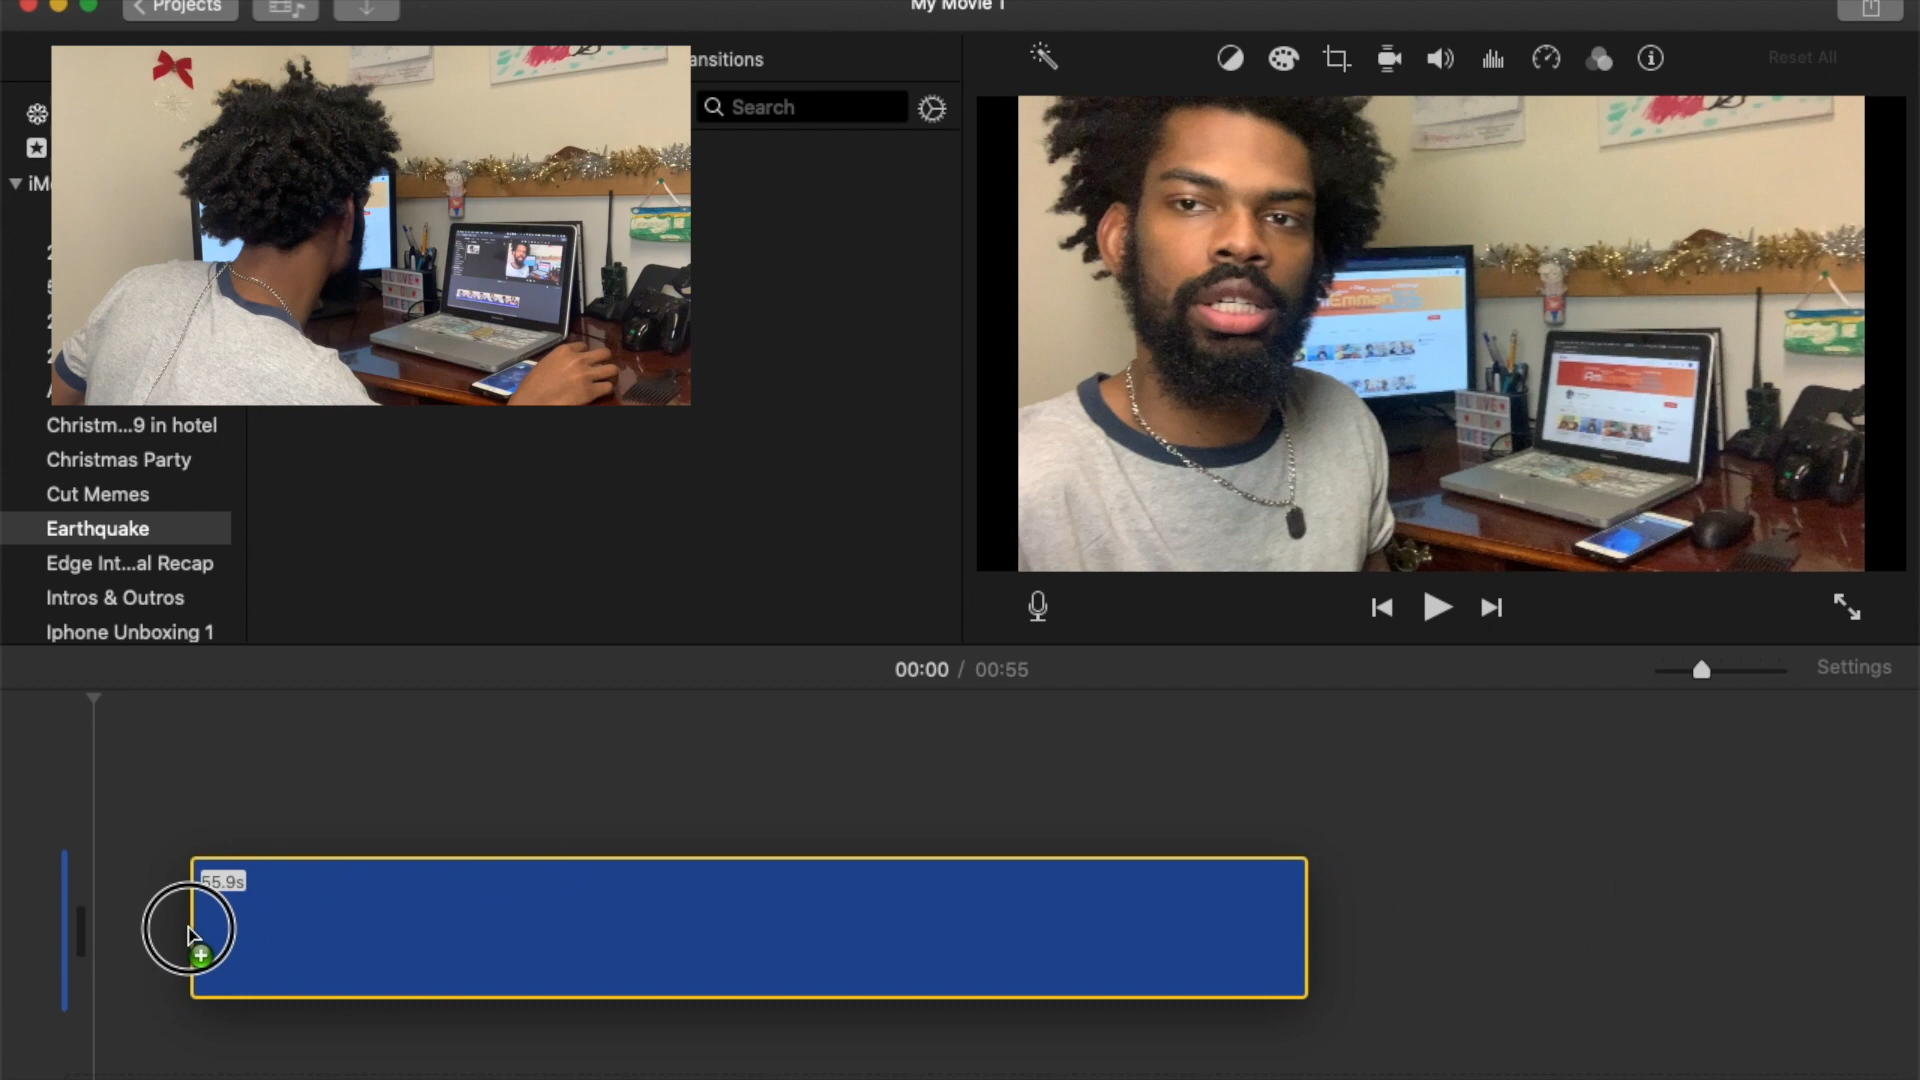 Projects
My Movie 1
ansitions
Reset All
Search
iM
Christm...9 in hotel
Christmas Party
Cut Memes
Earthquake
Edge Int...al Recap
Intros & Outros
Iphone Unboxing 1
00:00 / 00:55
Settings
55.9s
Emman